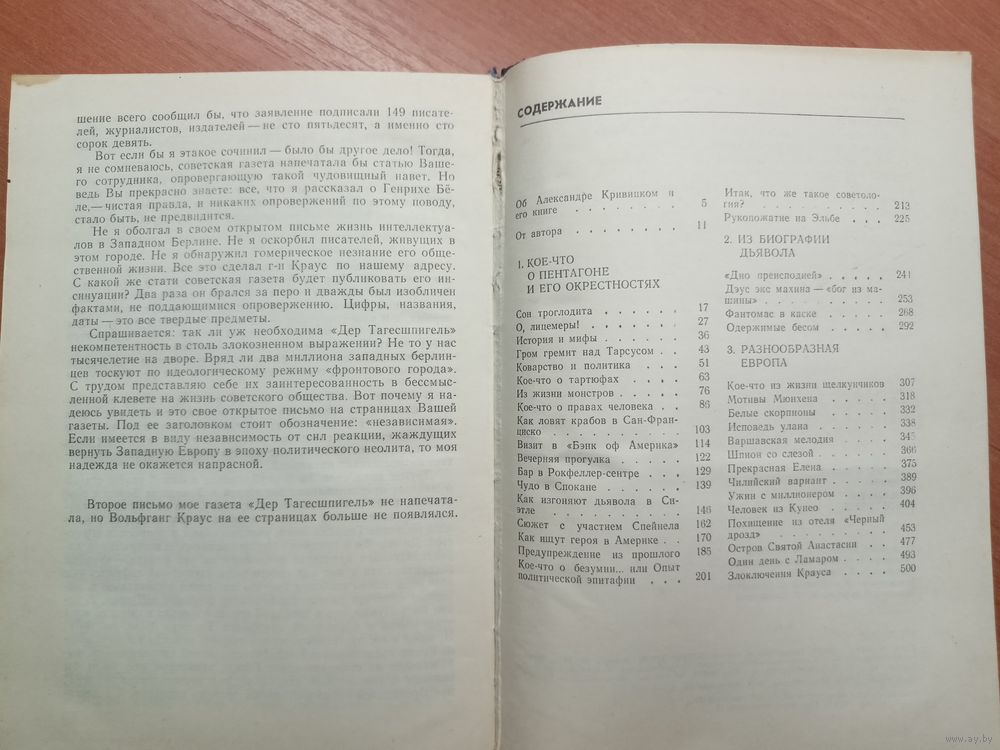 шение всего сообщил бы, что заявление подписали 149 писате-
лей, журналистов, издателей — не сто пятьдесят, а именно сто
сорок девять.
Вот если бы я этакое сочинил — было бы другое дело! Тогда,
я не сомневаюсь, советская газета напечатала бы статью Ваше-
го сотрудника, опровергающую такой чудовищный навет. Но
ведь Вы прекрасно знаете: все, что я рассказал о Генрихе Бё-
ле,— чистая правда, и никаких опровержений по этому поводу,
стало быть, не предвидится.
Не я оболгал в своем открытом письме жизнь интеллектуа-
лов в Западном Берлине. Не я оскорбил писателей, живущих в
этом городе. Не я обнаружил гомерическое незнание его обще-
ственной жизни. Все это сделал г-н Краус по нашему адресу.
С какой же стати советская газета будет публиковать его ин-
синуации? Два раза он брался за перо и дважды был изобличен
фактами, не поддающимися опровержению. Цифры, названия,
даты — это все твердые предметы.
Спрашивается: так ли уж необходима «Дер Тагесшпигель»
некомпетентность в столь злокозненном выражении? Не то у нас
тысячелетие на дворе. Вряд ли два миллиона западных берлин-
цев тоскуют по идеологическому режиму «фронтового города».
С трудом представляю себе их заинтересованность в бессмыс-
ленной клевете на жизнь советского общества. Вот почему я на-
деюсь увидеть и это свое открытое письмо на страницах Вашей
газеты. Под ее заголовком стоит обозначение: «независимая».
Если имеется в виду независимость от сил реакции, жаждущих
вернуть Западную Европу в эпоху политического неолита, то моя
надежда не окажется напрасной.
Второе письмо мое газета «Дер Тагесшпигель» не напечата-
ла, но Вольфганг Краус на ее страницах больше не появлялся.
СОДЕРЖАНИЕ
Об Александре Кривицком и
его книге . . . . . . . . 5
От автора . . . . . . . . 11
1. КОЕ-ЧТО
О ПЕНТАГОНЕ
И ЕГО ОКРЕСТНОСТЯХ
Сон троглодита . . . . . . 17
О, лицемеры! . . . . . . . 27
История и мифы . . . . . . 36
Гром гремит над Тарсусом . . 43
Коварство и политика . . . . 51
Кое-что о тартюфах . . . . 63
Из жизни монстров . . . . . 76
Кое-что о правах человека . . 86
Как ловят крабов в Сан-Фран-
циско . . . . . . . . . . 103
Визит в «Бэнк оф Америка» 114
Вечерняя прогулка . . . . . 122
Бар в Рокфеллер-сентре . . 129
Чудо в Спокане . . . . . . 139
Как изгоняют дьявола в Си-
этле . . . . . . . . . . 146
Сюжет с участием Спейнела 162
Как ищут героя в Америке . . 170
Предупреждение из прошлого 185
Кое-что о безумии... или Опыт
политической эпитафии . . . 201
Итак, что же такое советоло-
гия? . . . . . . . . . . 213
Рукопожатие на Эльбе . . . 225
2. ИЗ БИОГРАФИИ
ДЬЯВОЛА
«Дно преисподней» . . . . . 241
Дэус экс махина — «бог из ма-
шины» . . . . . . . . . 253
Фантомас в каске . . . . . 268
Одержимые бесом . . . . . 292
3. РАЗНООБРАЗНАЯ
ЕВРОПА
Кое-что из жизни щелкунчиков 307
Мотивы Мюнхена . . . . . 318
Белые скорпионы . . . . . 332
Исповедь улана . . . . . . 338
Варшавская мелодия . . . . 345
Шпион со слезой . . . . . 366
Прекрасная Елена . . . . . 375
Чилийский вариант . . . . . 389
Ужин с миллионером . . . . 396
Человек из Кунео . . . . . 404
Похищение из отеля «Черный
дрозд» . . . . . . . . . 453
Остров Святой Анастасии . . 477
Один день с Ламаром . . . . 493
Злоключения Крауса . . . . 500
www.ay.by